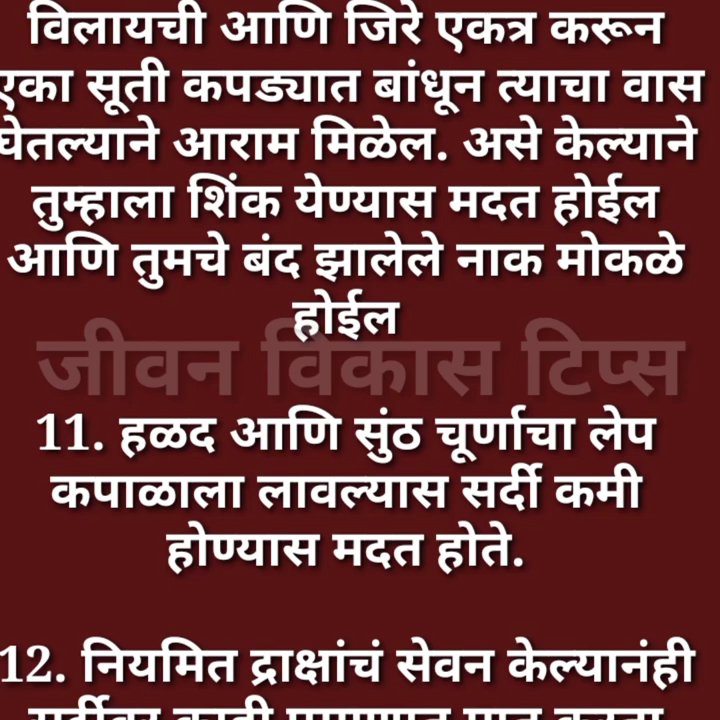 विलायची आणि जिरे एकत्र करून
एका सूती कपड्यात बांधून त्याचा वास
घेतल्याने आराम मिळेल. असे केल्याने
तुम्हाला शिंक येण्यास मदत होईल
आणि तुमचे बंद झालेले नाक मोकळे
होईल
जीवन विकास टिप्स
11. हळद आणि सुंठ चूर्णाचा लेप
कपाळाला लावल्यास सर्दी कमी
होण्यास मदत होते.
12. नियमित द्राक्षांचं सेवन केल्यानंही